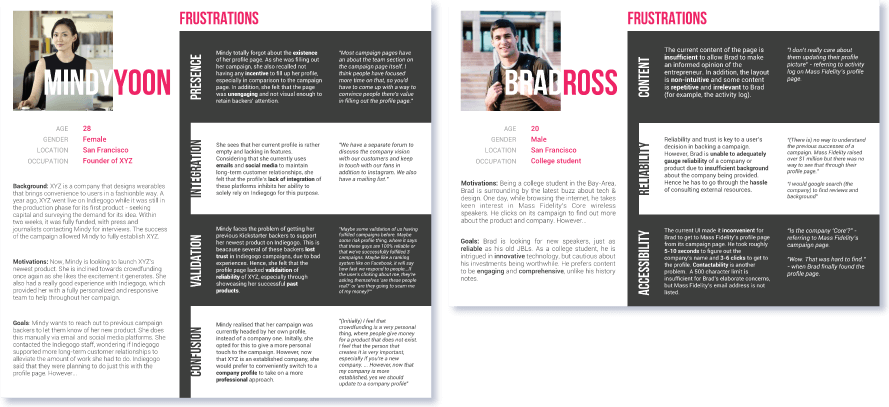 FRUSTRATIONS
MINDYYOON
AGE 28
GENDER Female
LOCATION San Francisco
OCCUPATION Founder of XYZ
Background: XYZ is a company that designs wearables
that brings convenience to users in a fashionable way. A
year ago, XYZ went live on Indiegogo while it was still in
the production phase for its first product - seeking
capital and surveying the demand for its idea. Within
two weeks, it was fully funded, with press and
journalists contacting Mindy for interviews. The success
of the campaign allowed Mindy to fully establish XYZ.
Motivations: Now, Mindy is looking to launch XYZ's
newest product. She is inclined towards crowdfunding
once again as she likes the excitement it generates. She
also had a really good experience with Indiegogo, which
provided her with a fully personalized and responsive
team to help throughout her campaign.
Goals: Mindy wants to reach out to previous campaign
backers to let them know of her new product. She does
this manually via email and social media platforms. She
contacted the Indiegogo staff, wondering if Indiegogo
supported more long-term customer relationships to
alleviate the amount of work she had to do. Indiegogo
said that they were planning to do just this with the
profile page. However...
PRESENCE
Mindy totally forgot about the existence
of her profile page. As she was filling out
her campaign, she also recalled not
having any incentive to fill up her profile,
especially in comparison to the campaign
page. In addition, she felt that the page
was unengaging and not visual enough to
retain backers' attention.
"Most campaign pages have
an about the team section on
the campaign page itself. I
think people have focused
more time on that, so you'd
have to come up with a way to
convince people there's value
in filling out the profile page."
INTEGRATION
She sees that her current profile is rather
empty and lacking in features.
Considering that she currently uses
emails and social media to maintain
long-term customer relationships, she
felt that the profile's lack of integration of
these platforms inhibits her ability to
solely rely on Indiegogo for this purpose.
"We have a separate forum to
discuss the company vision
with our customers and keep
in touch with our fans in
addition to Instagram. We also
have a mailing list."
VALIDATION
Mindy faces the problem of getting her
previous Kickstarter backers to support
her newest product on Indiegogo. This is
because several of these backers lost
trust in Indiegogo campaigns, due to bad
experiences. Hence, she felt that the
profile page lacked validation of
reliability of XYZ, especially through
showcasing her successful past
products.
"Maybe some validation of us having
fulfilled campaigns before. Maybe
some risk profile thing, where it says
that these guys are 100% reliable or
that we've successfully fulfilled 3
campaigns. Maybe like a ranking
system like on Facebook, it will say
how fast we respond to people...If
the users clicking about me, they're
asking themselves 'are these people
real?' or 'are they going to scam me
of my money?'"
CONFUSION
Mindy realised that her campaign was
currently headed by her own profile,
instead of a company one. Initally, she
opted for this to give a more personal
touch to the campaign. However, now
that XYZ is an established company, she
would prefer to conveniently switch to a
company profile to take on a more
professional approach.
"(Initially) I feel that
crowdfunding is a very personal
thing, where people give money
for a product that does not exist.
I feel that the person that
creates it is very important,
especially if you're a new
company. ... However, now that
my company is more
established, yes we should
update to a company profile"
FRUSTRATIONS
BRADROSS
AGE 20
GENDER Male
LOCATION San Francisco
OCCUPATION College student
Motivations: Being a college student in the Bay-Area,
Brad is surrounding by the latest buzz about tech &
design. One day, while browsing the internet, he takes
keen interest in Mass Fidelity's Core wireless
speakers. He clicks on its campaign to find out more
about the product and company. However...
Goals: Brad is looking for new speakers, just as
reliable as his old JBLs. As a college student, he is
intrigued in innovative technology, but cautious about
his investments being worthwhile. He prefers content
to be engaging and comprehensive, unlike his history
notes.
CONTENT
The current content of the page is
insufficient to allow Brad to make
an informed opinion of the
entrepreneur. In addition, the layout
is non-intuitive and some content
is repetitive and irrelevant to Brad
(for example, the activity log).
"I don't really care about
them updating their profile
picture" - referring to activity
log on Mass Fidelity's profile
page.
RELIABILITY
Reliability and trust is key to a user's
decision in backing a campaign.
However, Brad is unable to adequately
gauge reliability of a company or
product due to insufficient background
about the company being provided.
Hence he has to go through the hassle
of consulting external resources.
"(There is) no way to understand
the previous successes of a
campaign. Mass Fidelity raised
over $1 million but there was no
way to see that through their
profile page."
"I would google search (the
company) to find reviews and
background"
ACCESSIBILITY
The current UI made it inconvenient for
Brad to get to Mass Fidelity's profile page
from its campaign page. He took roughly
5-10 seconds to figure out the
company's name and 3-6 clicks to get to
the profile. Contactability is another
problem. A 500 character limit is
insufficient for Brad's elaborate concerns,
but Mass Fidelity's email address is not
listed.
"Is the company 'Core'?" -
referring to Mass Fidelity's
campaign page.
"Wow. That was hard to find."
- when Brad finally found the
profile page.